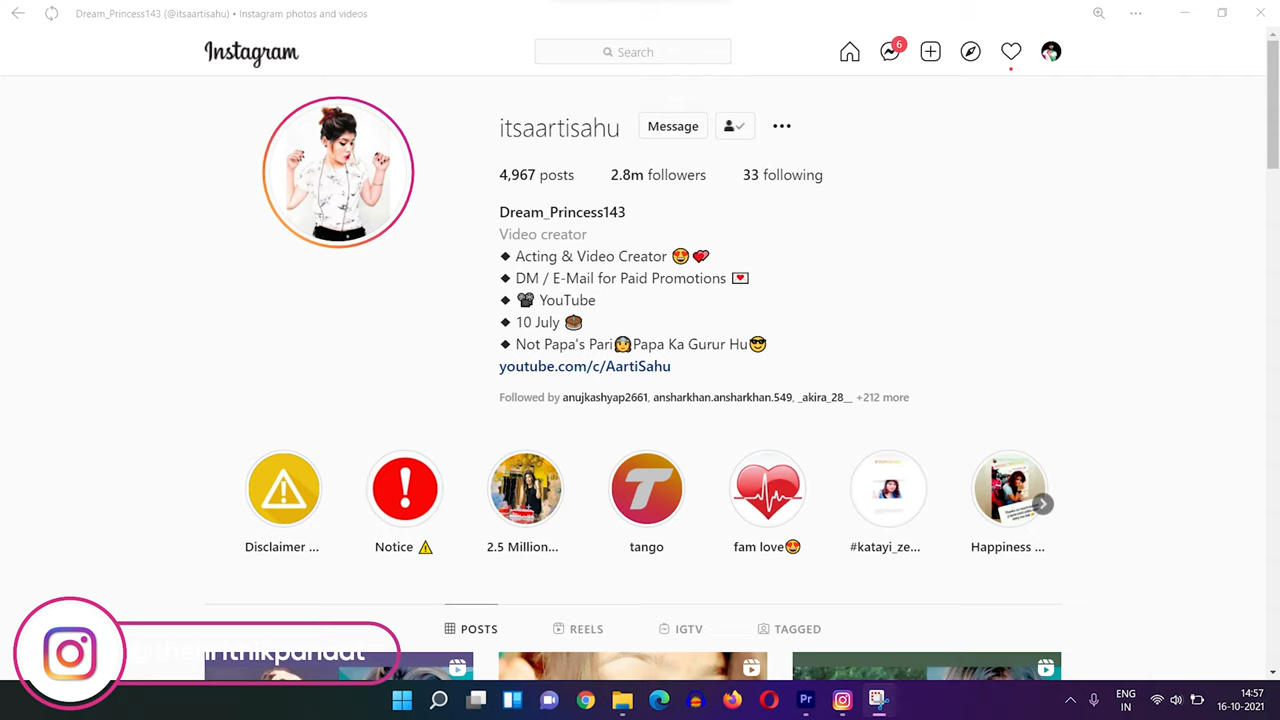 Dream_Princess143 (@itsaartisahu) • Instagram photos and videos
Instagram
Search
6
itsaartisahu Message
4,967 posts 2.8m followers 33 following
Dream_Princess143
Video creator
◆ Acting & Video Creator 😍💕
◆ DM / E-Mail for Paid Promotions 💌
◆ 📽 YouTube
◆ 10 July 🎂
◆ Not Papa's Pari👰Papa Ka Gurur Hu😎
youtube.com/c/AartiSahu
Followed by anujkashyap2661, ansharkhan.ansharkhan.549, _akira_28__ +212 more
Disclaimer ... Notice ⚠ 2.5 Million... tango fam love😍 #katayi_ze... Happiness ...
POSTS REELS IGTV TAGGED
Pr
ENG
IN
14:57
16-10-2021